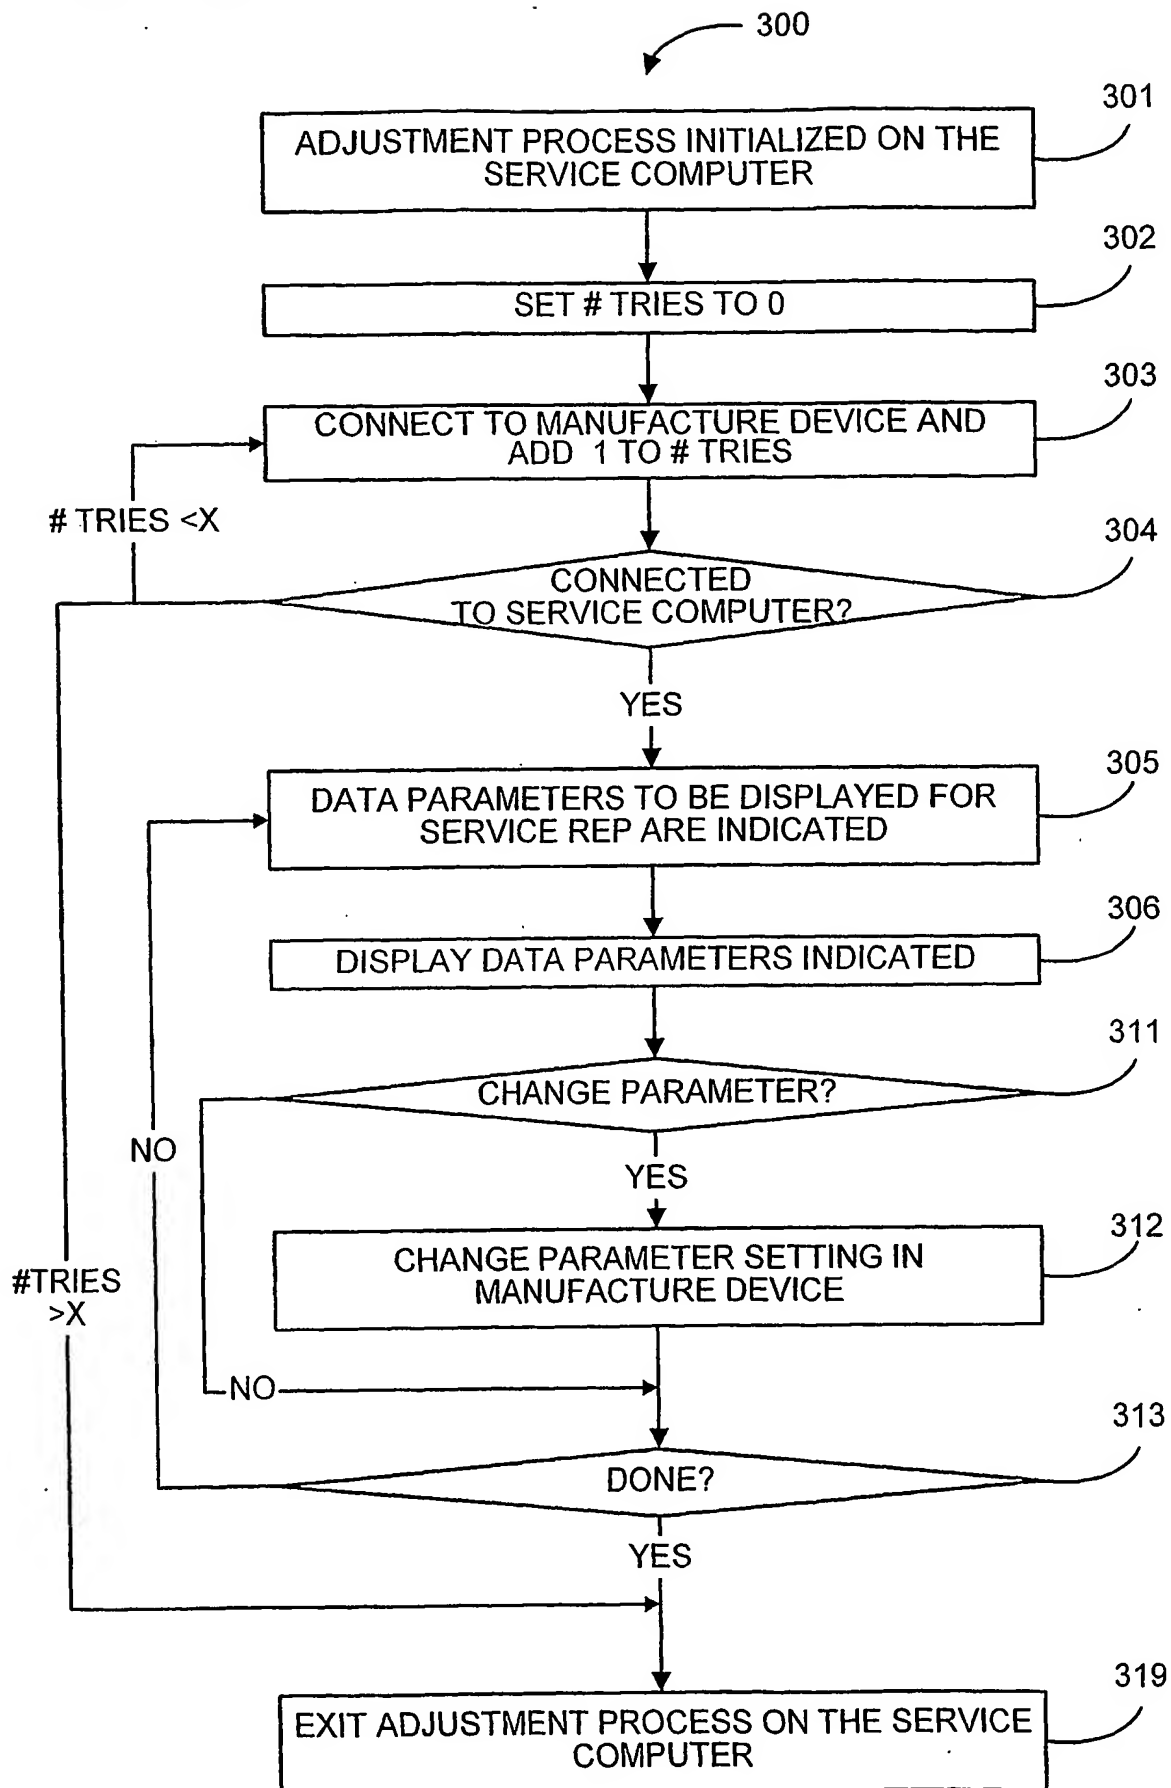 300
301
ADJUSTMENT PROCESS INITIALIZED ON THE
SERVICE COMPUTER
302
SET # TRIES TO 0
303
CONNECT TO MANUFACTURE DEVICE AND
ADD 1 TO # TRIES
# TRIES <X
304
CONNECTED
TO SERVICE COMPUTER?
YES
305
DATA PARAMETERS TO BE DISPLAYED FOR
SERVICE REP ARE INDICATED
306
DISPLAY DATA PARAMETERS INDICATED
311
CHANGE PARAMETER?
NO
YES
312
CHANGE PARAMETER SETTING IN
MANUFACTURE DEVICE
#TRIES
>X
NO
313
DONE?
YES
319
EXIT ADJUSTMENT PROCESS ON THE SERVICE
COMPUTER